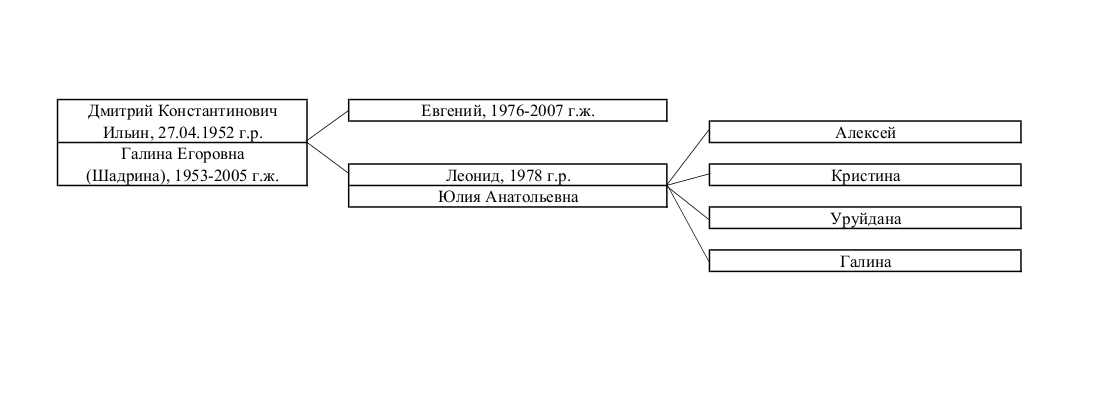 Дмитрий Константинович
Ильин, 27.04.1952 г.р.
Галина Егоровна
(Шадрина), 1953-2005 г.ж.
Евгений, 1976-2007 г.ж.
Леонид, 1978 г.р.
Юлия Анатольевна
Алексей
Кристина
Уруйдана
Галина